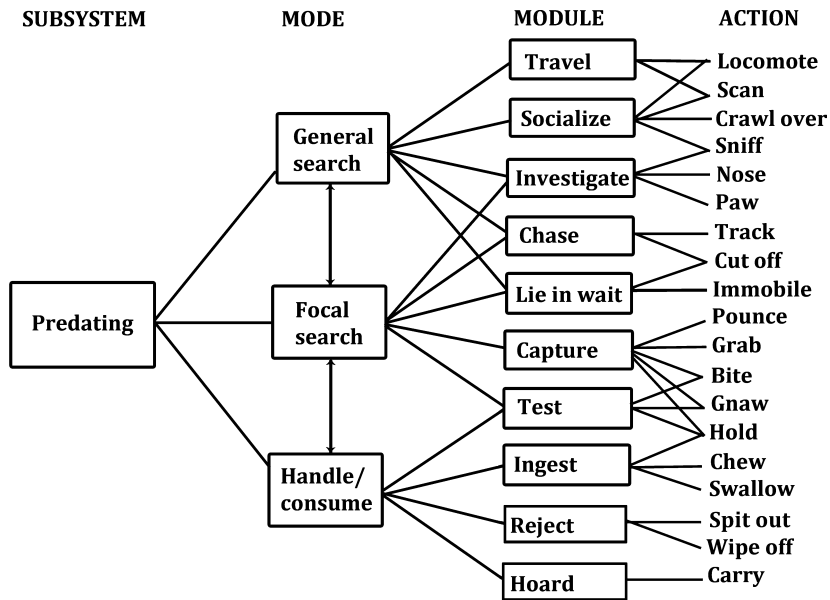 SUBSYSTEM
MODE
MODULE
ACTION
Predating
General
search
Focal
search
Handle/
consume
Travel
Socialize
Investigate
Chase
Lie in wait
Capture
Test
Ingest
Reject
Hoard
Locomote
Scan
Crawl over
Sniff
Nose
Paw
Track
Cut off
Immobile
Pounce
Grab
Bite
Gnaw
Hold
Chew
Swallow
Spit out
Wipe off
Carry